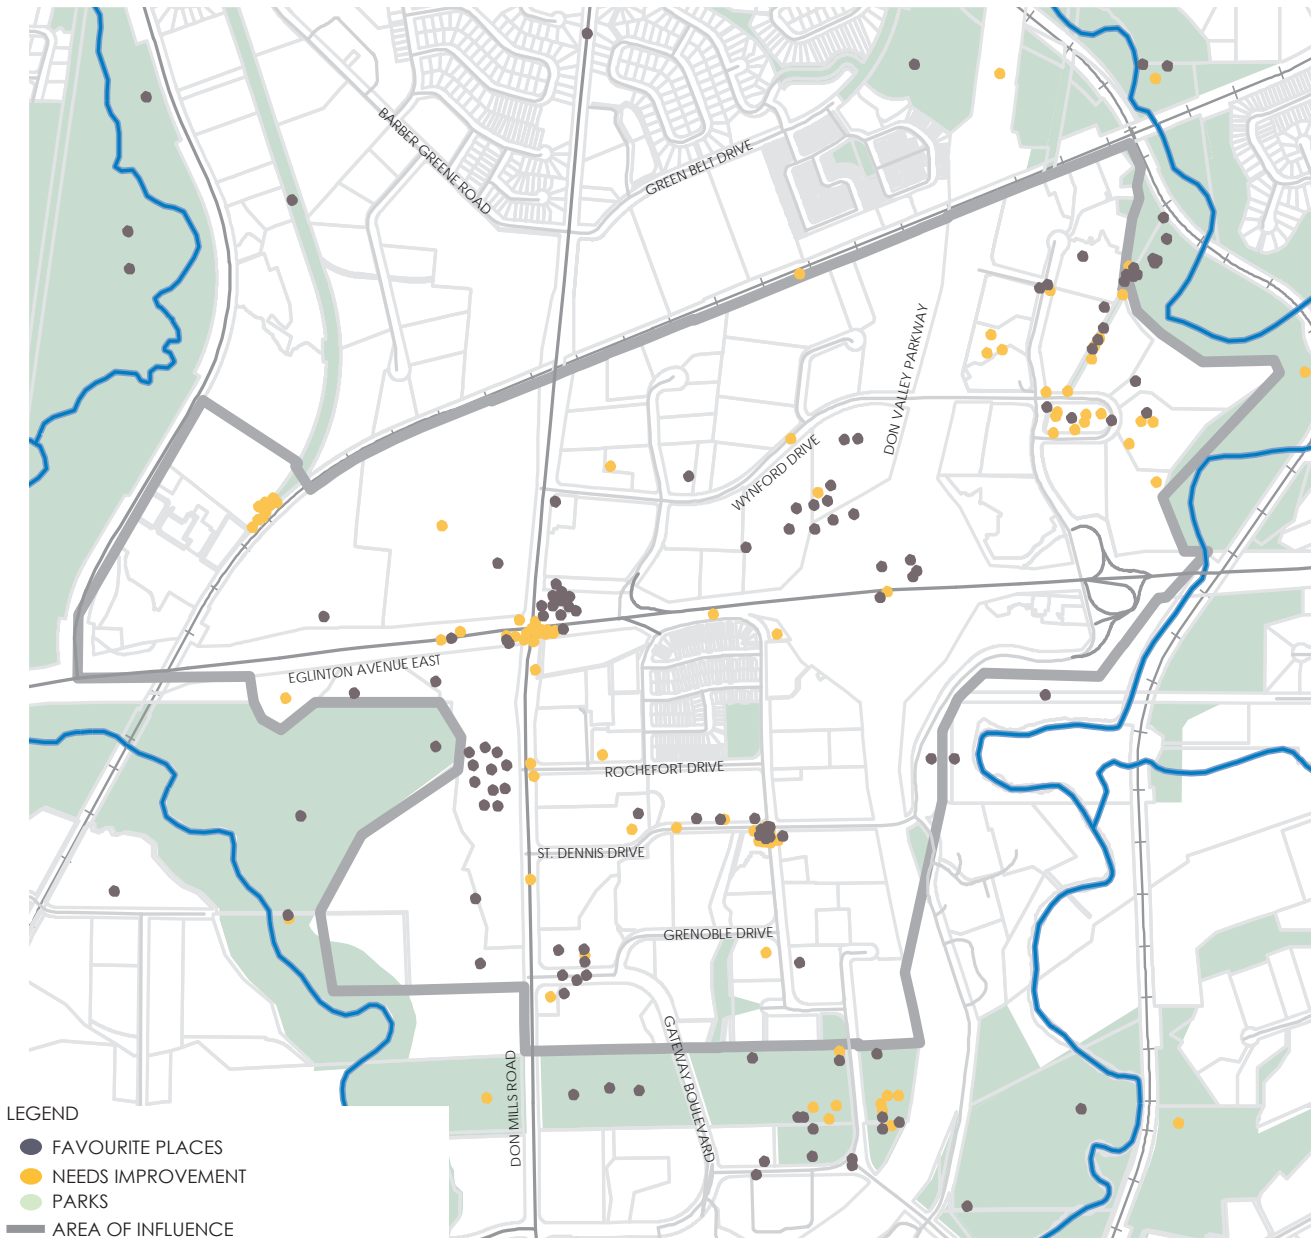 BARBER GREENE ROAD
GREEN BELT DRIVE
DON VALLEY PARKWAY
WYNFORD DRIVE
EGLINTON AVENUE EAST
ROCHEFORT DRIVE
ST. DENNIS DRIVE
GRENOBLE DRIVE
GATEWAY BOULEVARD
DON MILLS ROAD
LEGEND
FAVOURITE PLACES
NEEDS IMPROVEMENT
PARKS
AREA OF INFLUENCE